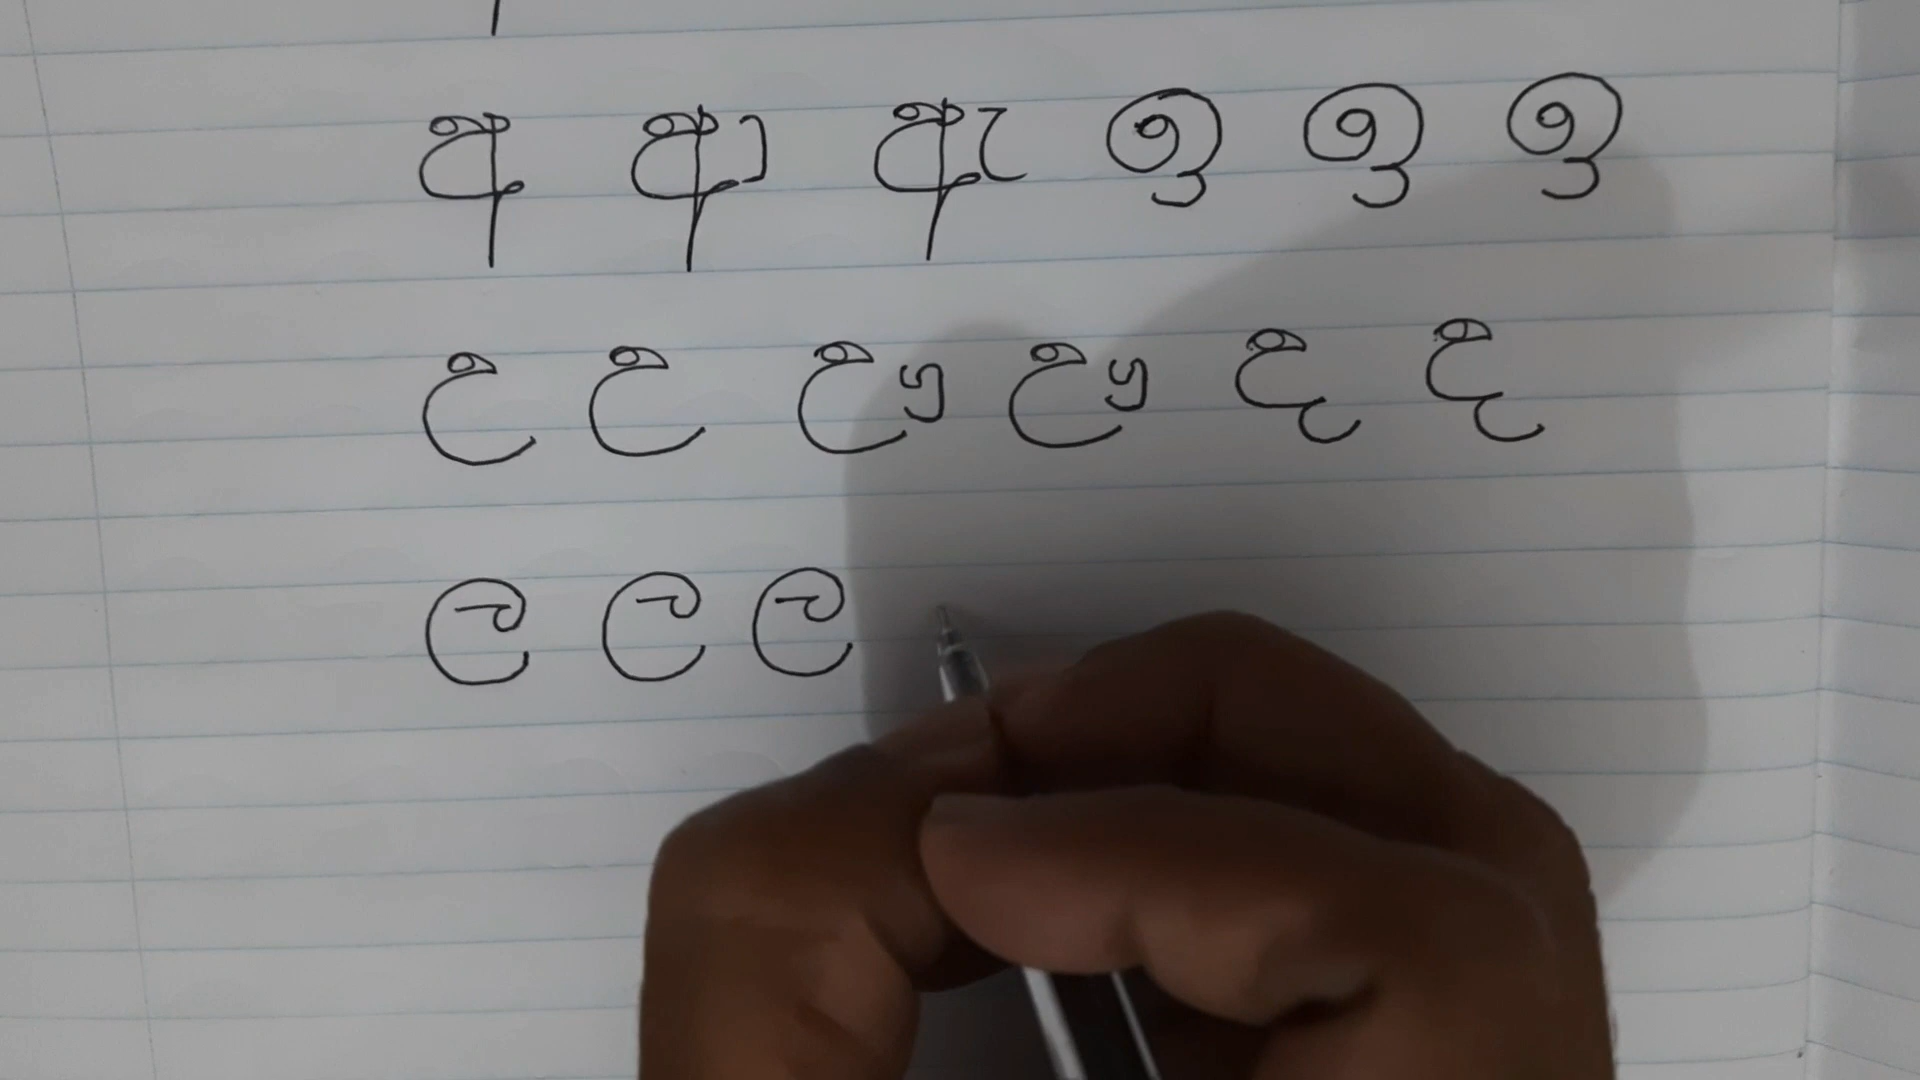 අ ආ ඇ ඉ ඉ ඉ
උ උ ඌ ඌ ද ද
ට ට ට